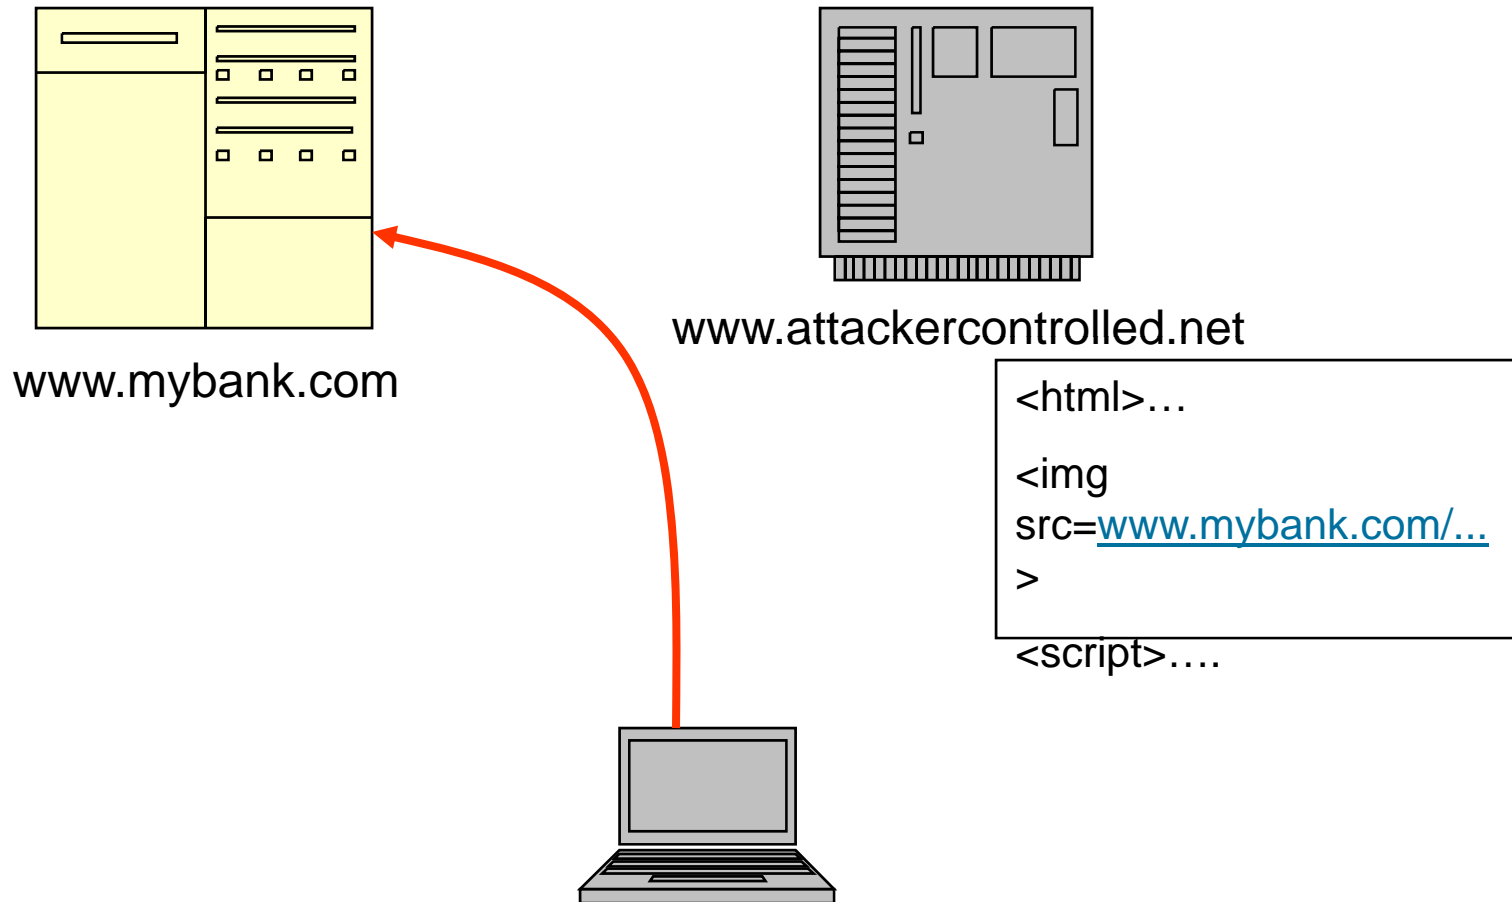 www.mybank.com
www.attackercontrolled.net
<html>…
<img
src=www.mybank.com/...
>
<script>….